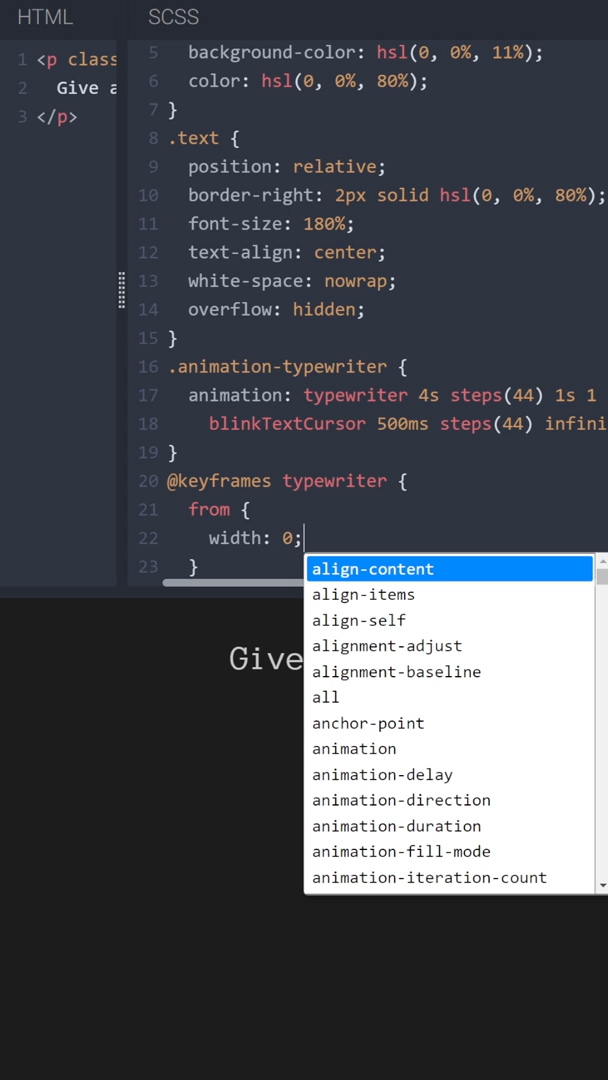 HTML
SCSS
1 <p class
2 Give a
3 </p>
5 background-color: hsl(0, 0%, 11%);
6 color: hsl(0, 0%, 80%);
7 }
8 .text {
9 position: relative;
10 border-right: 2px solid hsl(0, 0%, 80%);
11 font-size: 180%;
12 text-align: center;
13 white-space: nowrap;
14 overflow: hidden;
15 }
16 .animation-typewriter {
17 animation: typewriter 4s steps(44) 1s 1
18 blinkTextCursor 500ms steps(44) infini
19 }
20 @keyframes typewriter {
21 from {
22 width: 0;
23 }
align-content
align-items
align-self
alignment-adjust
alignment-baseline
all
anchor-point
animation
animation-delay
animation-direction
animation-duration
animation-fill-mode
animation-iteration-count
Give